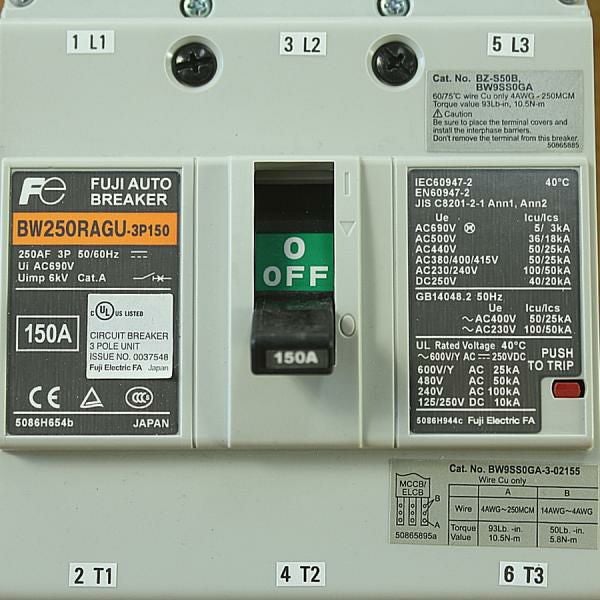 1 L1
3 L2
5 L3
Cat. No. BZ-S50B,
BW9SS0GA
60/75℃ wire Cu only 4AWG-250MCM
Torque value 93Lb-in, 10.5N-m
⚠ Caution
Be sure to place the terminal covers and
install the interphase barriers.
Don't remove the terminal from this breaker.
50865885
Fe FUJI AUTO
BREAKER
BW250RAGU-3P150
250AF 3P 50/60Hz
Ui AC690V
Uimp 6kV Cat.A
150A
c UL US LISTED
CIRCUIT BREAKER
3 POLE UNIT
ISSUE NO. 0037548
Fuji Electric FA Japan
CE CCC
5086H654b JAPAN
I
O
OFF
150A
O
IEC60947-2 40°C
EN60947-2
JIS C8201-2-1 Ann1, Ann2
Ue Icu/Ics
AC690V 5/ 3kA
AC500V 36/18kA
AC440V 50/25kA
AC380/400/415V 50/25kA
AC230/240V 100/50kA
DC250V 40/20kA
GB14048.2 50Hz
Ue Icu/Ics
～AC400V 50/25kA
～AC230V 100/50kA
UL Rated Voltage 40°C
～600V/Y AC ⎓ 250VDC
600V/Y AC 25kA
480V AC 50kA
240V AC 100kA
125/250V DC 10kA
PUSH
TO TRIP
5086H944c Fuji Electric FA
Cat. No. BW9SS0GA-3-02155
Wire Cu only
MCCB/
ELCB
B
A
50865895a
A B
Wire 4AWG～250MCM 14AWG～4AWG
Torque Value 93Lb. -in. 10.5N-m 50Lb. -in. 5.8N-m
2 T1
4 T2
6 T3